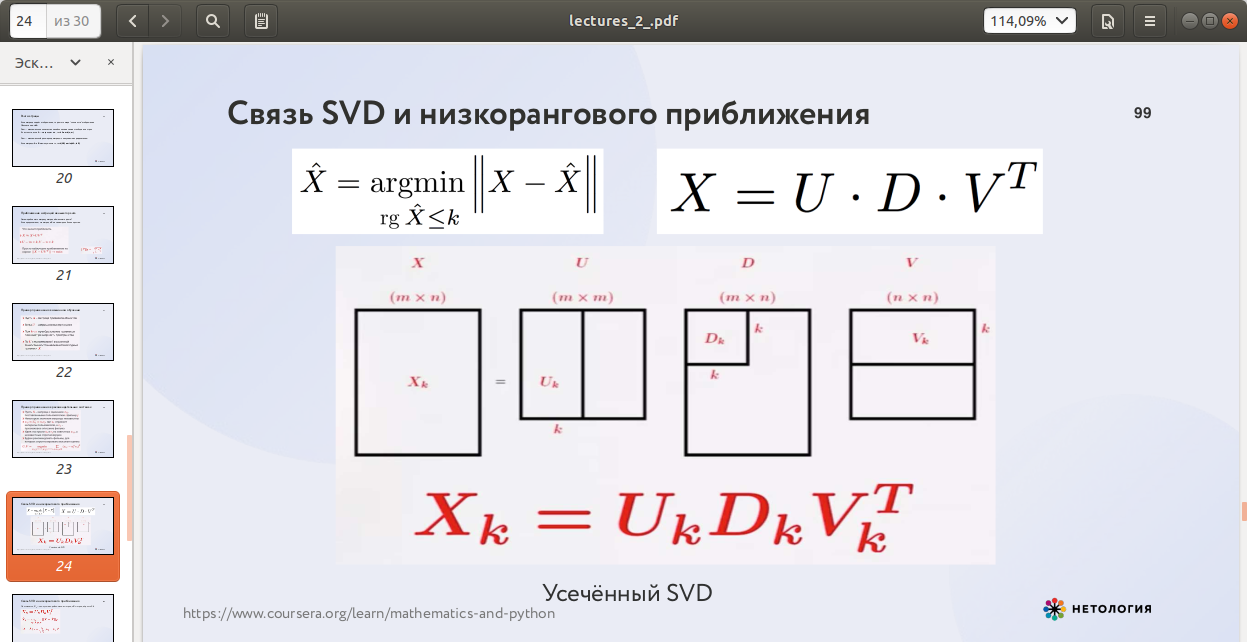 24 из 30
lectures_2_.pdf
114,09%
Эск...
20
21
22
23
24
Связь SVD и низкорангового приближения
99
X̂ = argmin ‖X − X̂‖
rg X̂ ≤ k
X = U · D · V^T
X U D V
(m × n) (m × m) (m × n) (n × n)
D_k k V_k k
X_k = U_k k
k
X_k = U_k D_k V_k^T
Усечённый SVD
https://www.coursera.org/learn/mathematics-and-python
НЕТОЛОГИЯ